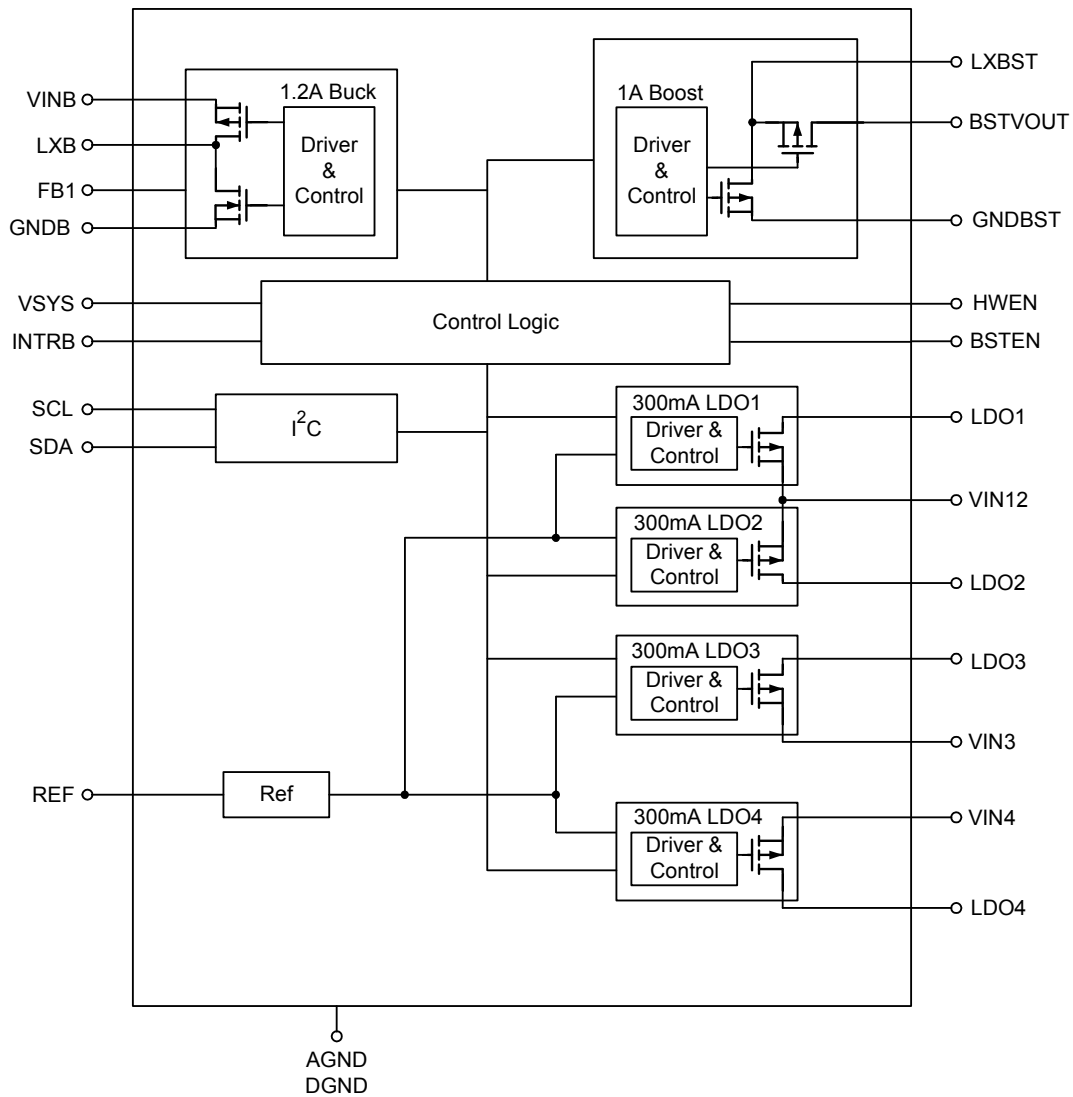 VINB
LXB
FB1
GNDB
1.2A Buck
Driver
&
Control
1A Boost
Driver
&
Control
LXBST
BSTVOUT
GNDBST
VSYS
INTRB
Control Logic
HWEN
BSTEN
SCL
SDA
I²C
300mA LDO1
Driver &
Control
LDO1
VIN12
300mA LDO2
Driver &
Control
LDO2
300mA LDO3
Driver &
Control
LDO3
VIN3
REF
Ref
300mA LDO4
Driver &
Control
VIN4
LDO4
AGND
DGND